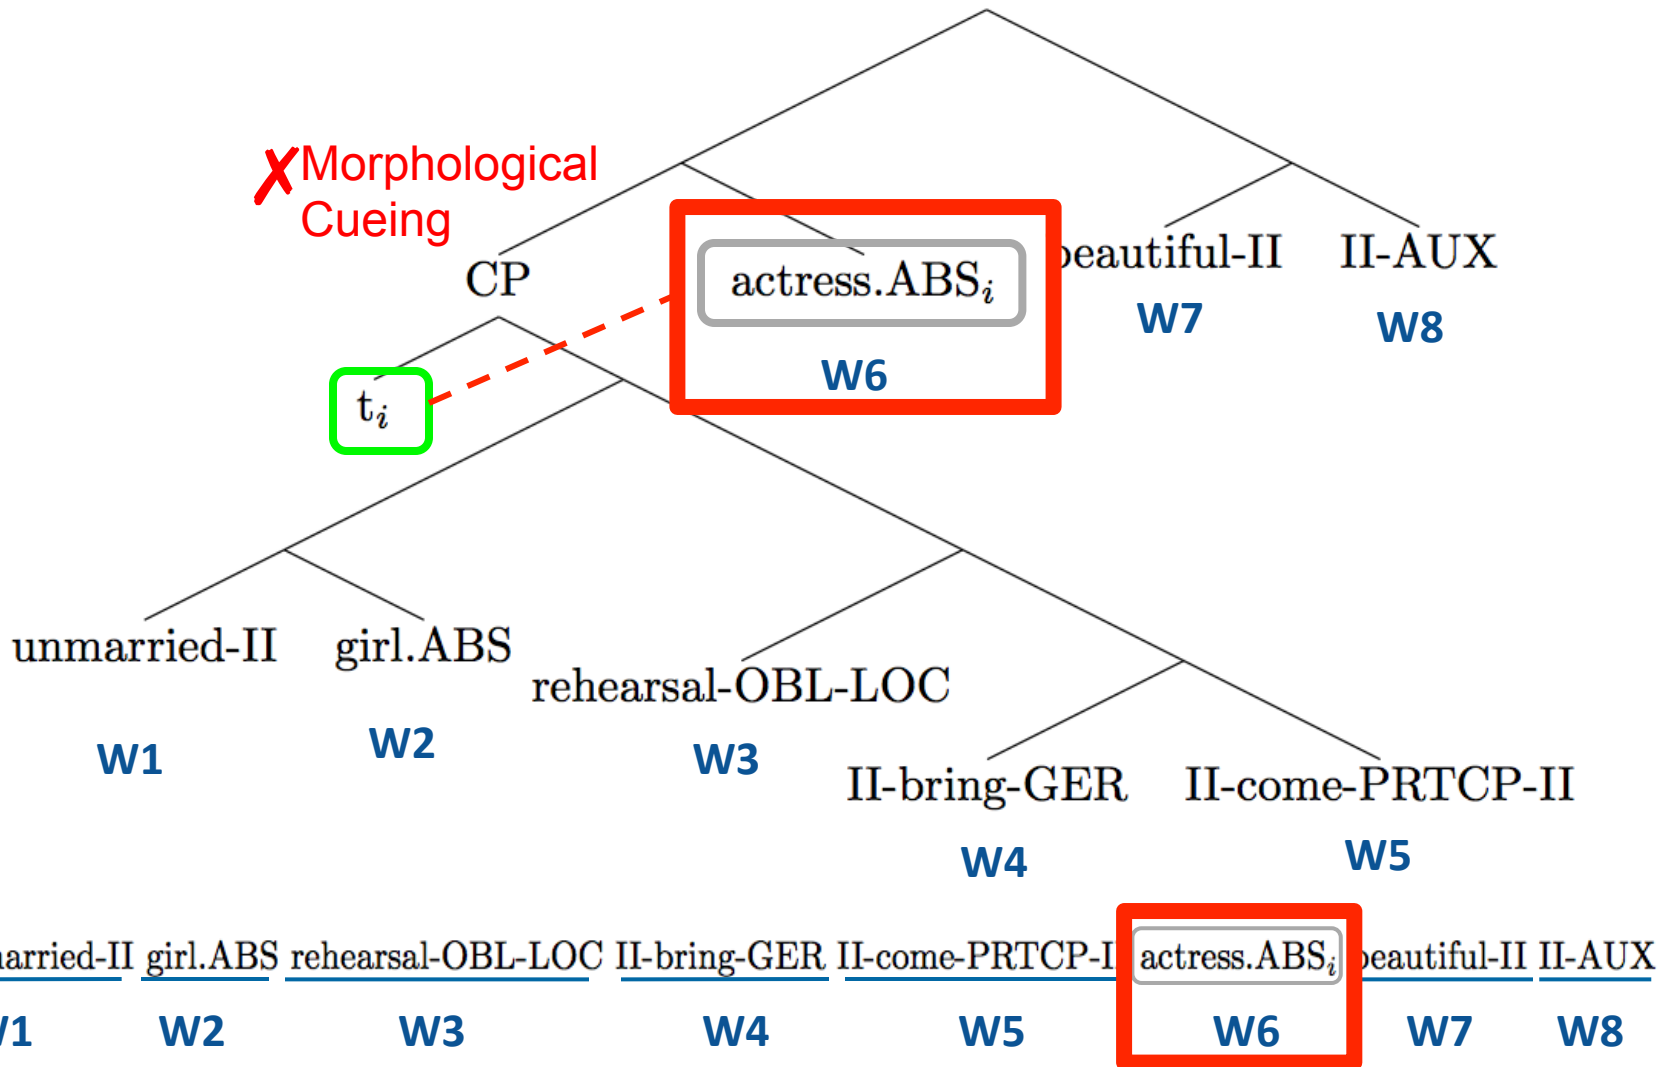 ✗Morphological
Cueing
CP
actress.ABSi
beautiful-II
II-AUX
W7
W8
W6
ti
unmarried-II
girl.ABS
rehearsal-OBL-LOC
W1
W2
W3
II-bring-GER
II-come-PRTCP-II
W4
W5
arried-II girl.ABS rehearsal-OBL-LOC II-bring-GER II-come-PRTCP-I actress.ABSi beautiful-II II-AUX
W1 W2 W3 W4 W5 W6 W7 W8